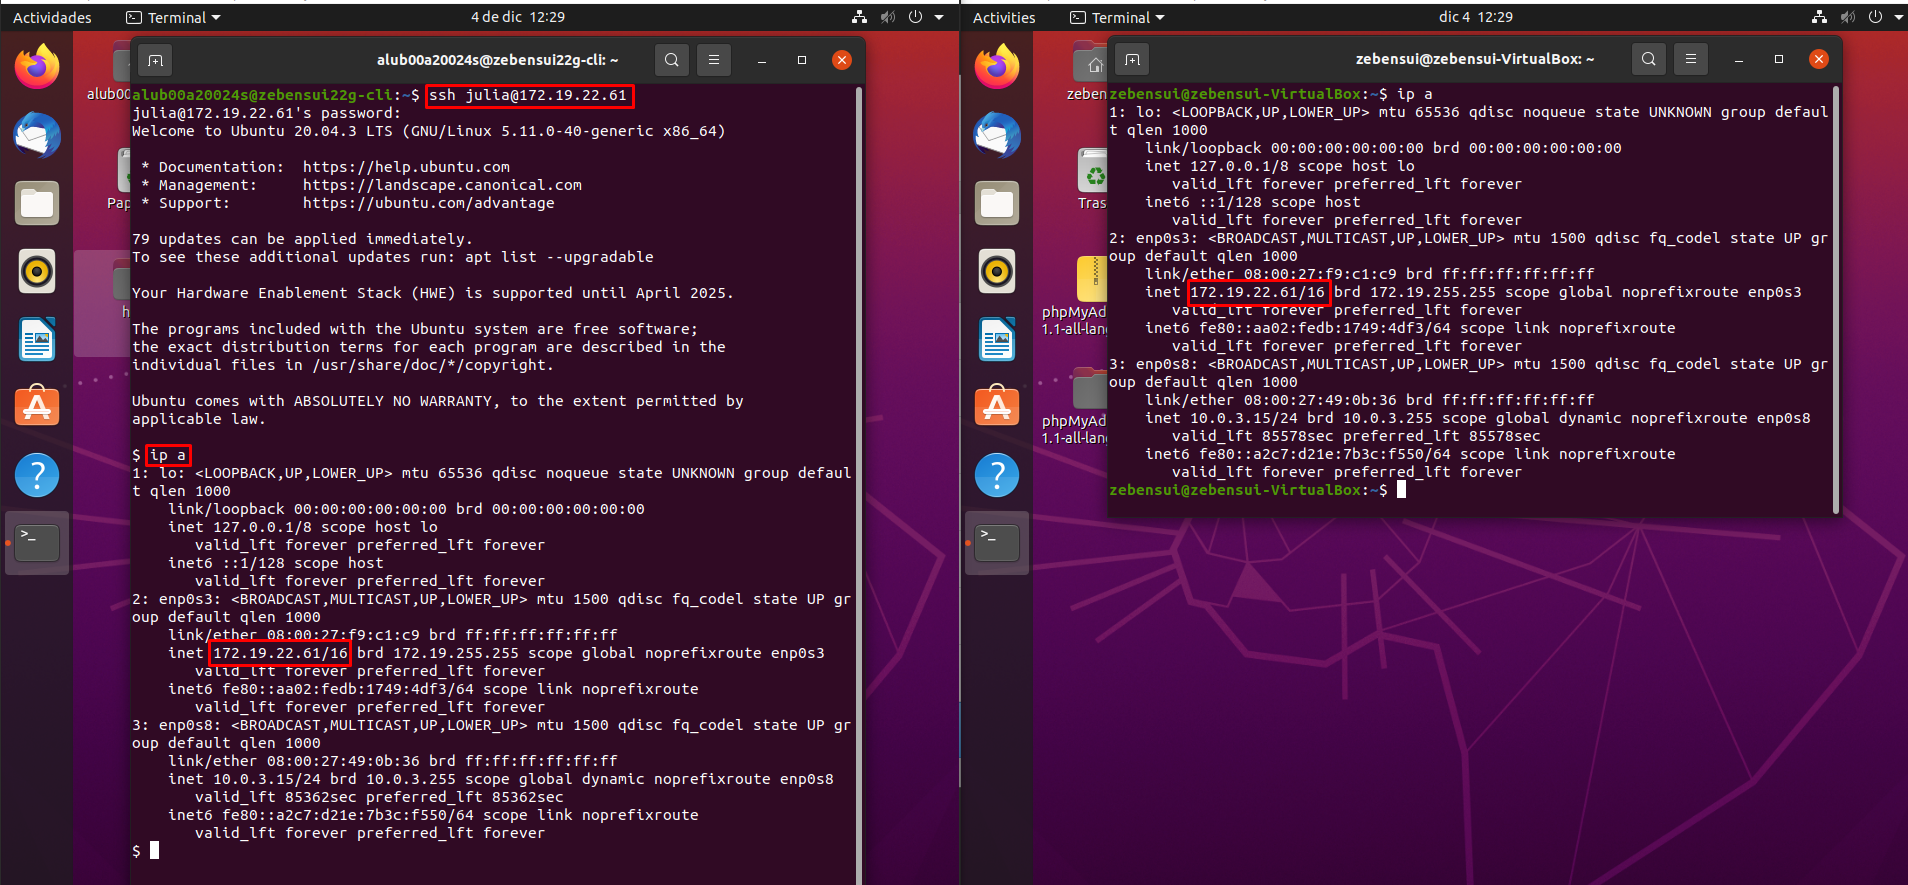 Actividades
Terminal
4 de dic 12:29
alub00a20024s@zebensui22g-cli: ~
alub0
Pap
h
alub00a20024s@zebensui22g-cli:~$ ssh julia@172.19.22.61
julia@172.19.22.61's password:
Welcome to Ubuntu 20.04.3 LTS (GNU/Linux 5.11.0-40-generic x86_64)
* Documentation:  https://help.ubuntu.com
* Management:     https://landscape.canonical.com
* Support:        https://ubuntu.com/advantage
79 updates can be applied immediately.
To see these additional updates run: apt list --upgradable
Your Hardware Enablement Stack (HWE) is supported until April 2025.
The programs included with the Ubuntu system are free software;
the exact distribution terms for each program are described in the
individual files in /usr/share/doc/*/copyright.
Ubuntu comes with ABSOLUTELY NO WARRANTY, to the extent permitted by
applicable law.
$ ip a
1: lo: <LOOPBACK,UP,LOWER_UP> mtu 65536 qdisc noqueue state UNKNOWN group defaul
t qlen 1000
link/loopback 00:00:00:00:00:00 brd 00:00:00:00:00:00
inet 127.0.0.1/8 scope host lo
valid_lft forever preferred_lft forever
inet6 ::1/128 scope host
valid_lft forever preferred_lft forever
2: enp0s3: <BROADCAST,MULTICAST,UP,LOWER_UP> mtu 1500 qdisc fq_codel state UP gr
oup default qlen 1000
link/ether 08:00:27:f9:c1:c9 brd ff:ff:ff:ff:ff:ff
inet 172.19.22.61/16 brd 172.19.255.255 scope global noprefixroute enp0s3
valid_lft forever preferred_lft forever
inet6 fe80::aa02:fedb:1749:4df3/64 scope link noprefixroute
valid_lft forever preferred_lft forever
3: enp0s8: <BROADCAST,MULTICAST,UP,LOWER_UP> mtu 1500 qdisc fq_codel state UP gr
oup default qlen 1000
link/ether 08:00:27:49:0b:36 brd ff:ff:ff:ff:ff:ff
inet 10.0.3.15/24 brd 10.0.3.255 scope global dynamic noprefixroute enp0s8
valid_lft 85362sec preferred_lft 85362sec
inet6 fe80::a2c7:d21e:7b3c:f550/64 scope link noprefixroute
valid_lft forever preferred_lft forever
$
Activities
Terminal
dic 4 12:29
zebensui@zebensui-VirtualBox: ~
zeben
Tras
phpMyAd
1.1-all-lan
phpMyAd
1.1-all-lan
zebensui@zebensui-VirtualBox:~$ ip a
1: lo: <LOOPBACK,UP,LOWER_UP> mtu 65536 qdisc noqueue state UNKNOWN group defaul
t qlen 1000
link/loopback 00:00:00:00:00:00 brd 00:00:00:00:00:00
inet 127.0.0.1/8 scope host lo
valid_lft forever preferred_lft forever
inet6 ::1/128 scope host
valid_lft forever preferred_lft forever
2: enp0s3: <BROADCAST,MULTICAST,UP,LOWER_UP> mtu 1500 qdisc fq_codel state UP gr
oup default qlen 1000
link/ether 08:00:27:f9:c1:c9 brd ff:ff:ff:ff:ff:ff
inet 172.19.22.61/16 brd 172.19.255.255 scope global noprefixroute enp0s3
valid_lft forever preferred_lft forever
inet6 fe80::aa02:fedb:1749:4df3/64 scope link noprefixroute
valid_lft forever preferred_lft forever
3: enp0s8: <BROADCAST,MULTICAST,UP,LOWER_UP> mtu 1500 qdisc fq_codel state UP gr
oup default qlen 1000
link/ether 08:00:27:49:0b:36 brd ff:ff:ff:ff:ff:ff
inet 10.0.3.15/24 brd 10.0.3.255 scope global dynamic noprefixroute enp0s8
valid_lft 85578sec preferred_lft 85578sec
inet6 fe80::a2c7:d21e:7b3c:f550/64 scope link noprefixroute
valid_lft forever preferred_lft forever
zebensui@zebensui-VirtualBox:~$